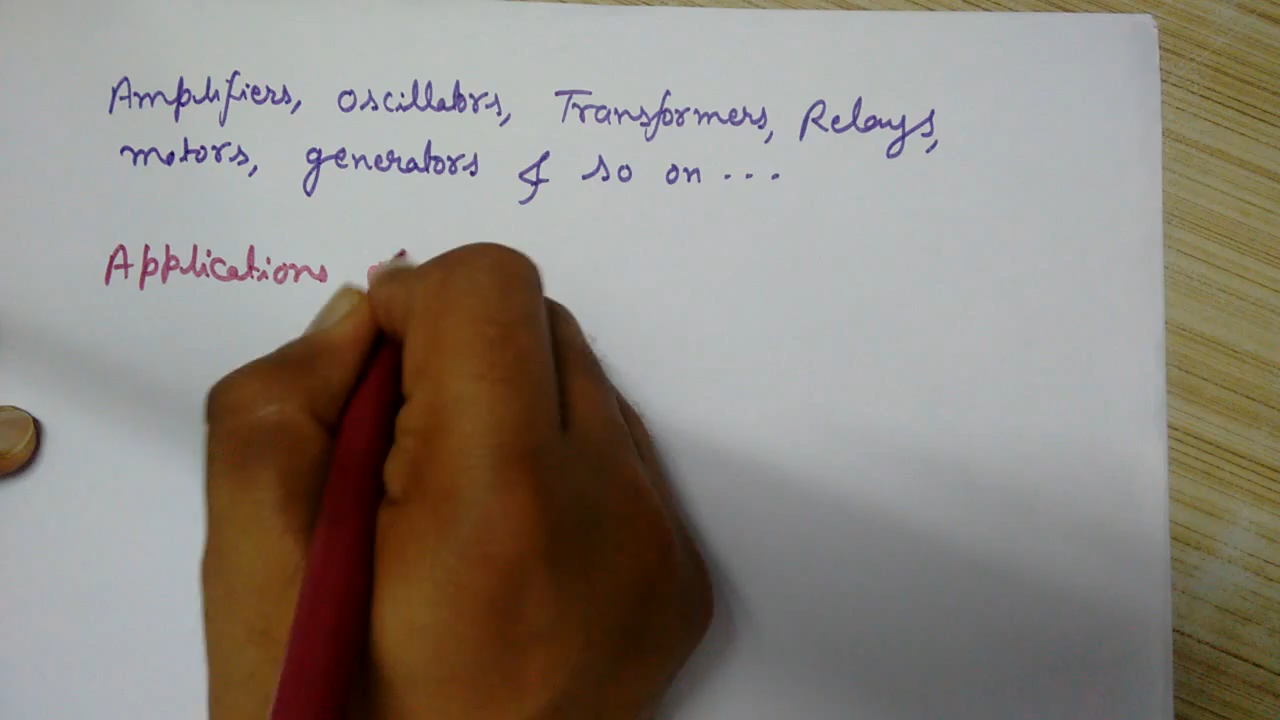 Amplifiers, Oscillators, Transformers, Relays,
motors, generators & so on...
Applications